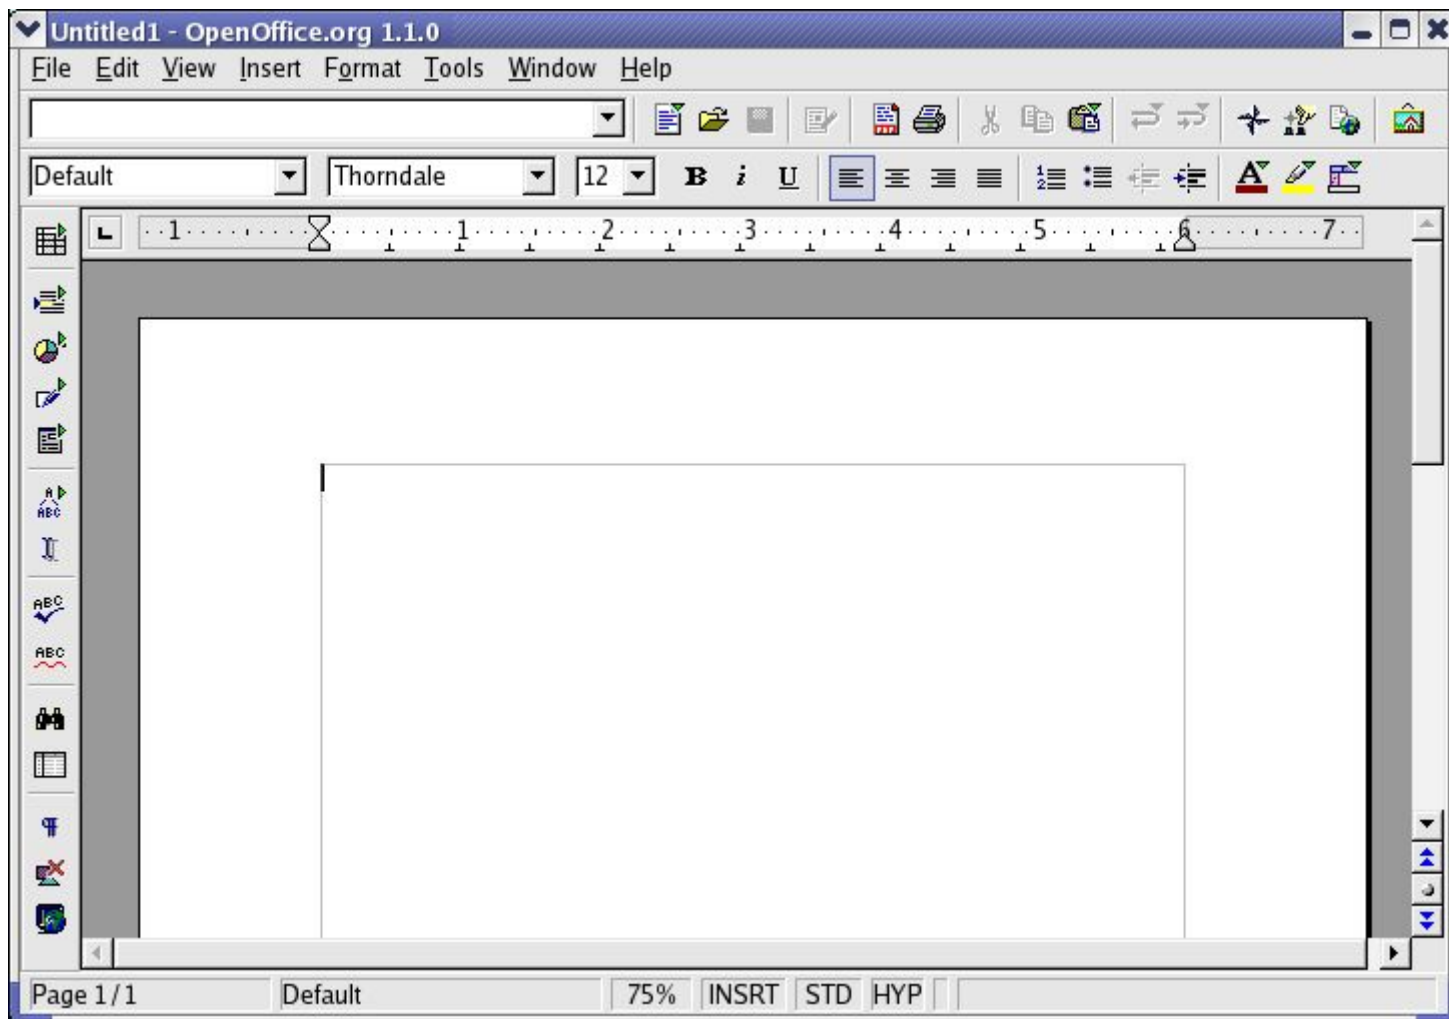 Untitled1 - OpenOffice.org 1.1.0
File Edit View Insert Format Tools Window Help
Default Thorndale 12 B i U A
1 1 2 3 4 5 6 7
A
ABC
ABC
ABC
Page 1 / 1 Default 75% INSRT STD HYP